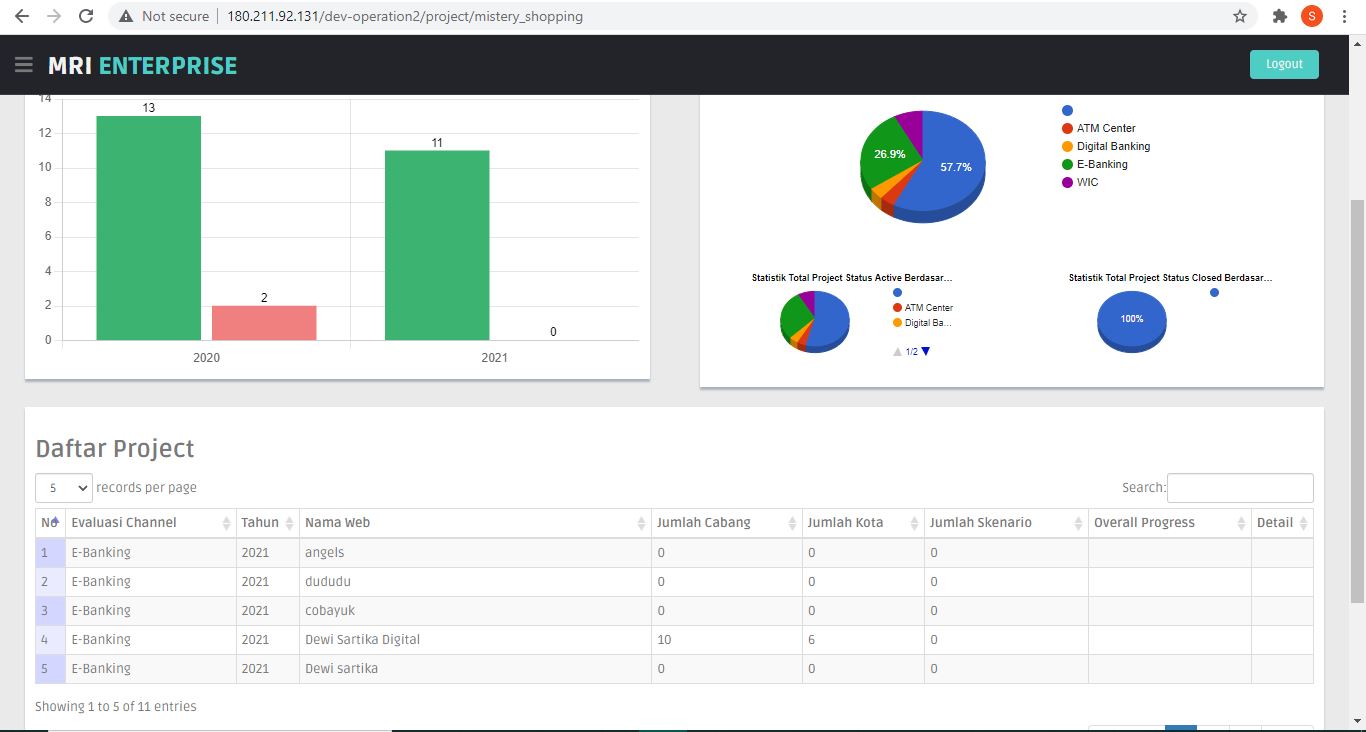 Not secure | 180.211.92.131/dev-operation2/project/mistery_shopping
S
MRI ENTERPRISE
Logout
14
12
10
8
6
4
2
0
13
2
11
0
2020
2021
26.9%
57.7%
ATM Center
Digital Banking
E-Banking
WIC
Statistik Total Project Status Active Berdasar...
ATM Center
Digital Ba...
1/2
Statistik Total Project Status Closed Berdasar...
100%
Daftar Project
5 records per page
Search:
No Evaluasi Channel Tahun Nama Web Jumlah Cabang Jumlah Kota Jumlah Skenario Overall Progress Detail
1 E-Banking 2021 angels 0 0 0
2 E-Banking 2021 dududu 0 0 0
3 E-Banking 2021 cobayuk 0 0 0
4 E-Banking 2021 Dewi Sartika Digital 10 6 0
5 E-Banking 2021 Dewi sartika 0 0 0
Showing 1 to 5 of 11 entries